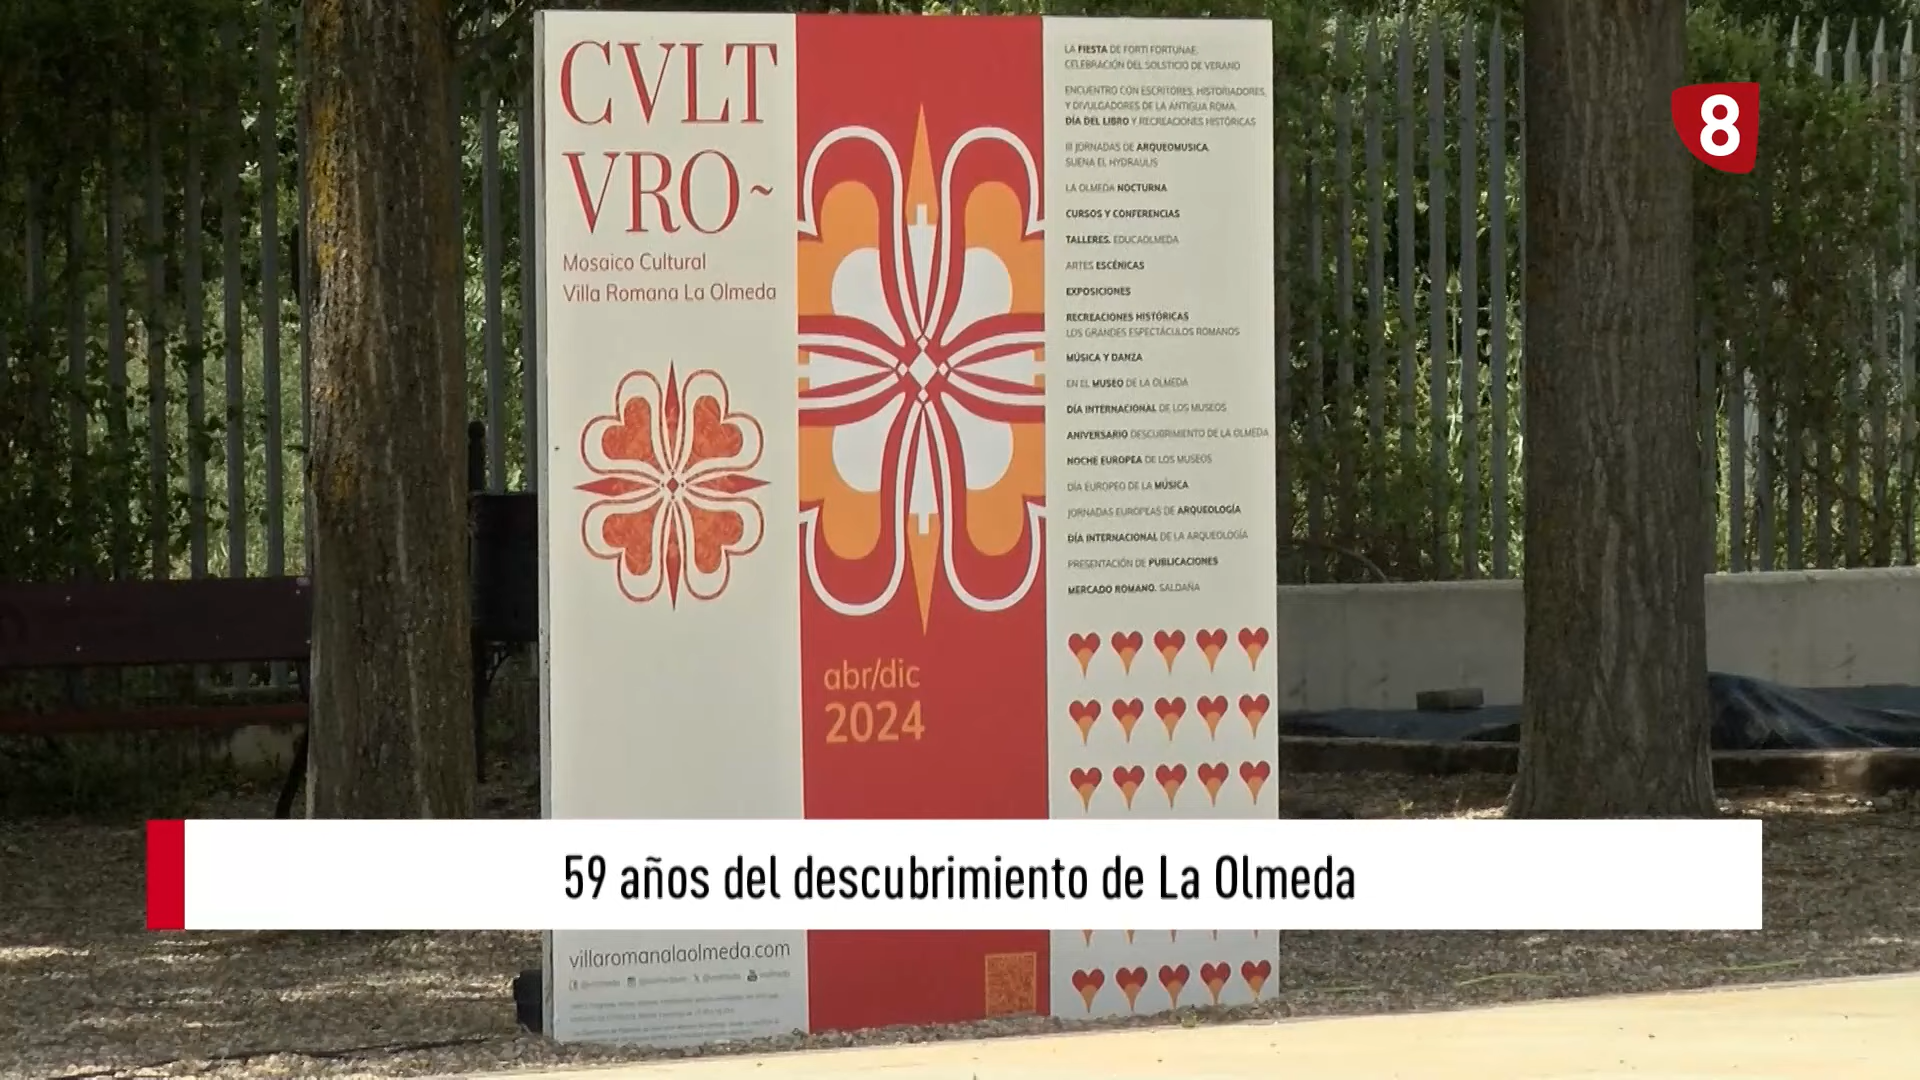 CVLT
VRO~
Mosaico Cultural
Villa Romana La Olmeda
abr/dic
2024
LA FIESTA DE FORTI FORTUNAE.
CELEBRACIÓN DEL SOLSTICIO DE VERANO
ENCUENTRO CON ESCRITORES, HISTORIADORES,
Y DIVULGADORES DE LA ANTIGUA ROMA.
DÍA DEL LIBRO Y RECREACIONES HISTÓRICAS
III JORNADAS DE ARQUEOMUSICA.
SUENA EL HYDRAULIS
LA OLMEDA NOCTURNA
CURSOS Y CONFERENCIAS
TALLERES. EDUCAOLMEDA
ARTES ESCÉNICAS
EXPOSICIONES
RECREACIONES HISTÓRICAS
LOS GRANDES ESPECTÁCULOS ROMANOS
MÚSICA Y DANZA
EN EL MUSEO DE LA OLMEDA
DÍA INTERNACIONAL DE LOS MUSEOS
ANIVERSARIO DESCUBRIMIENTO DE LA OLMEDA
NOCHE EUROPEA DE LOS MUSEOS
DÍA EUROPEO DE LA MÚSICA
JORNADAS EUROPEAS DE ARQUEOLOGÍA
DÍA INTERNACIONAL DE LA ARQUEOLOGÍA
PRESENTACIÓN DE PUBLICACIONES
MERCADO ROMANO. SALDAÑA
8
59 años del descubrimiento de La Olmeda
villaromanalaolmeda.com